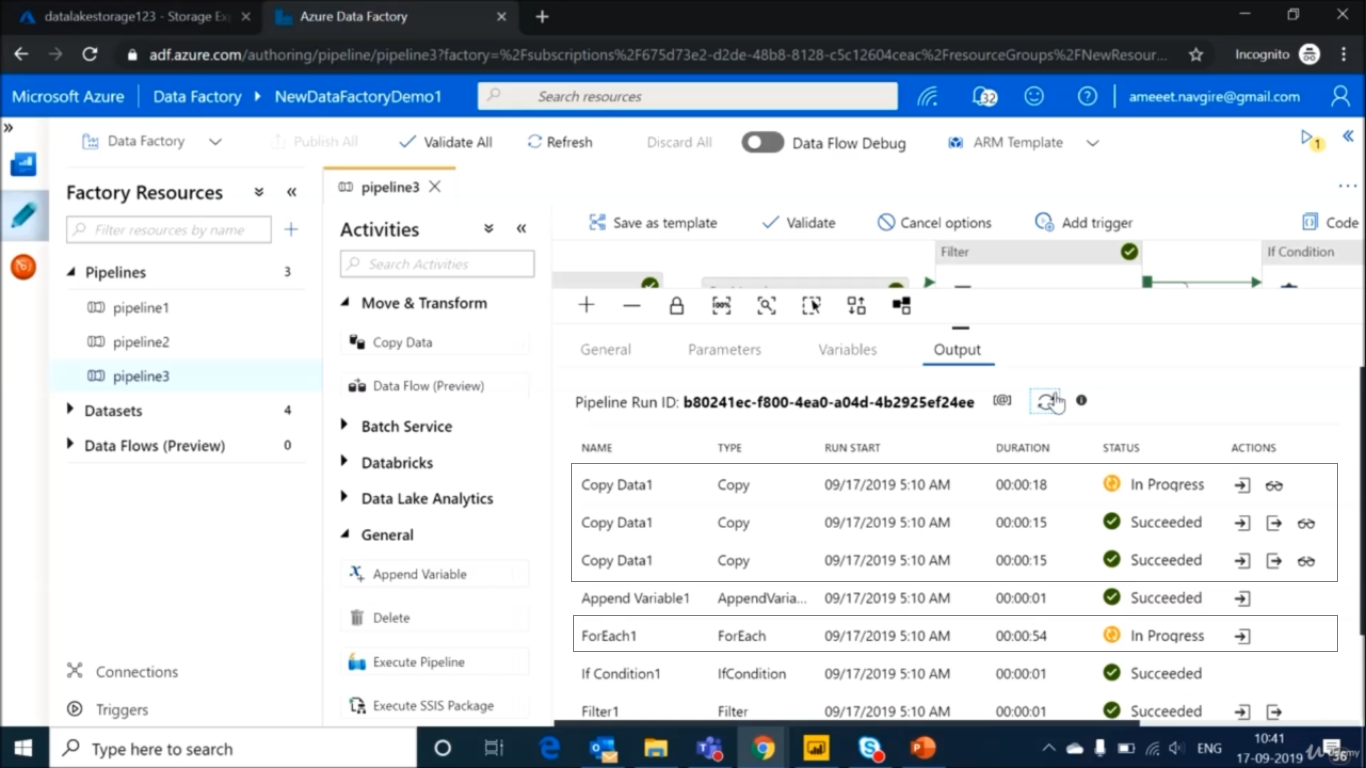 datalakestorage123 - Storage Ex
Azure Data Factory
adf.azure.com/authoring/pipeline/pipeline3?factory=%2Fsubscriptions%2F675d73e2-d2de-48b8-8128-c5c12604ceac%2FresourceGroups%2FNewResour...
Incognito
Microsoft Azure
Data Factory
NewDataFactoryDemo1
Search resources
32
ameeet.navgire@gmail.com
Data Factory
Publish All
Validate All
Refresh
Discard All
Data Flow Debug
ARM Template
1
Factory Resources
Filter resources by name
Pipelines 3
pipeline1
pipeline2
pipeline3
Datasets 4
Data Flows (Preview) 0
Connections
Triggers
pipeline3
Activities
Search Activities
Move & Transform
Copy Data
Data Flow (Preview)
Batch Service
Databricks
Data Lake Analytics
General
Append Variable
Delete
Execute Pipeline
Execute SSIS Package
Save as template
Validate
Cancel options
Add trigger
Code
Filter
If Condition
100%
General Parameters Variables Output
Pipeline Run ID: b80241ec-f800-4ea0-a04d-4b2925ef24ee [@]
NAME TYPE RUN START DURATION STATUS ACTIONS
Copy Data1 Copy 09/17/2019 5:10 AM 00:00:18 In Progress
Copy Data1 Copy 09/17/2019 5:10 AM 00:00:15 Succeeded
Copy Data1 Copy 09/17/2019 5:10 AM 00:00:15 Succeeded
Append Variable1 AppendVaria... 09/17/2019 5:10 AM 00:00:01 Succeeded
ForEach1 ForEach 09/17/2019 5:10 AM 00:00:54 In Progress
If Condition1 IfCondition 09/17/2019 5:10 AM 00:00:01 Succeeded
Filter1 Filter 09/17/2019 5:10 AM 00:00:01 Succeeded
Type here to search
ENG
10:41
17-09-2019
36